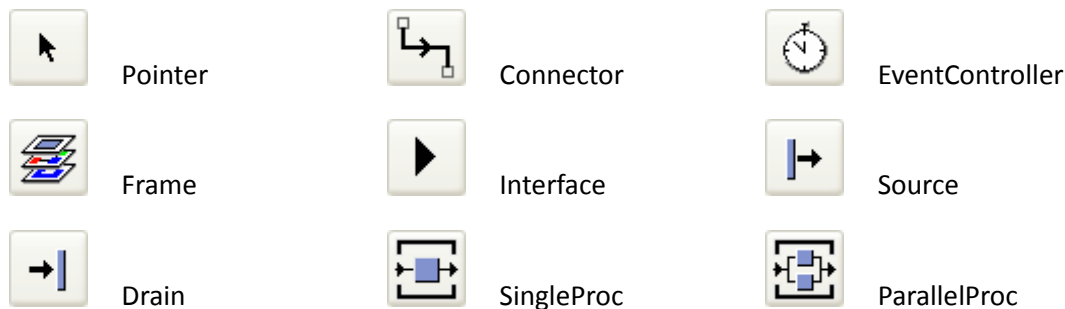 Pointer Connector EventController
Frame Interface Source
Drain SingleProc ParallelProc